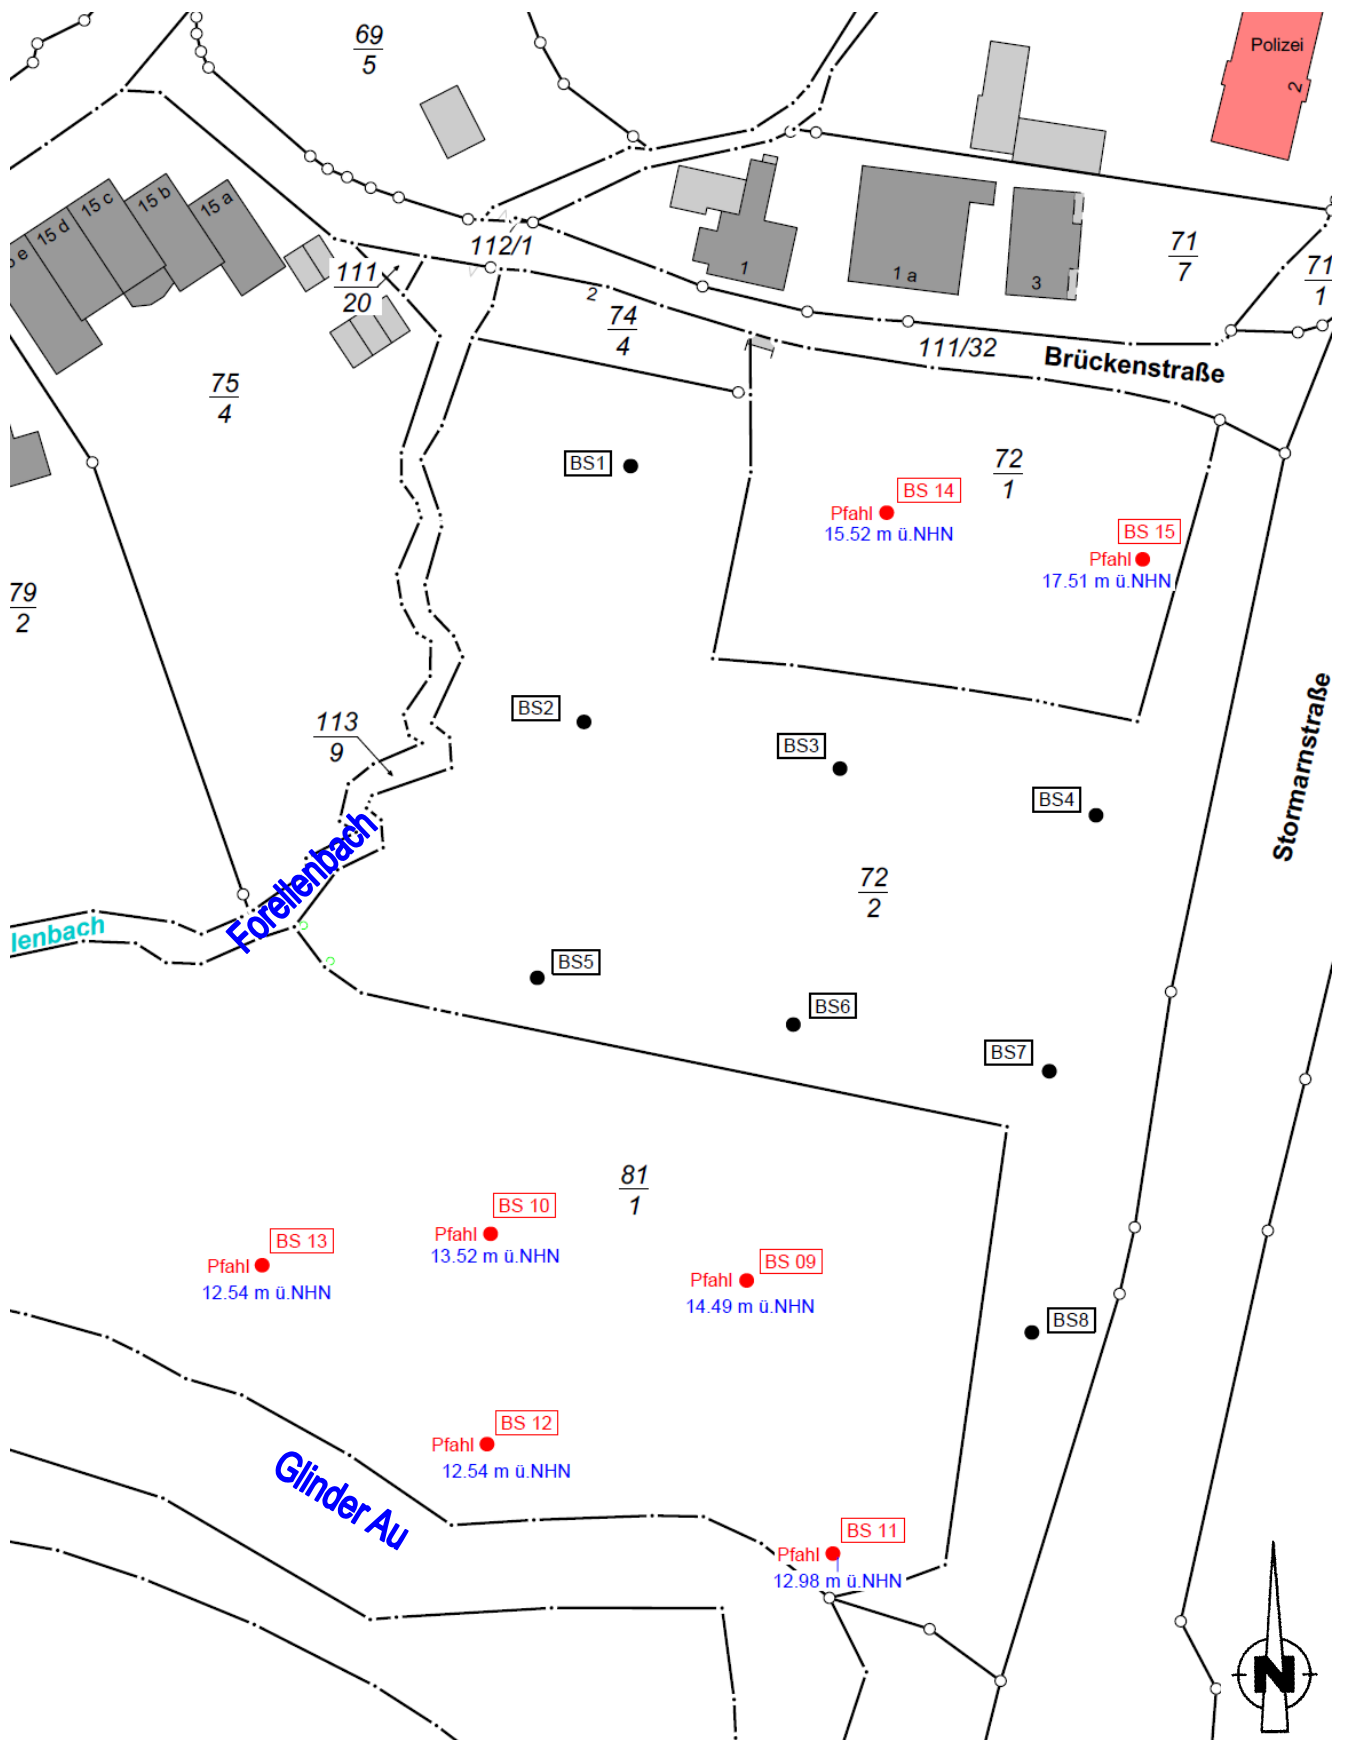 69
5
Polizei
2
15 a
15 b
15 c
15 d
e
112/1
111
20
2
74
4
1
1 a
3
71
7
71
1
111/32
Brückenstraße
75
4
BS1
72
1
BS 14
Pfahl
15.52 m ü.NHN
BS 15
Pfahl
17.51 m ü.NHN
79
2
BS2
113
9
BS3
BS4
Stormarnstraße
Forellenbach
72
2
lenbach
BS5
BS6
BS7
81
1
BS 10
Pfahl
13.52 m ü.NHN
BS 13
Pfahl
12.54 m ü.NHN
BS 09
Pfahl
14.49 m ü.NHN
BS8
BS 12
Pfahl
12.54 m ü.NHN
Glinder Au
BS 11
Pfahl
12.98 m ü.NHN
N